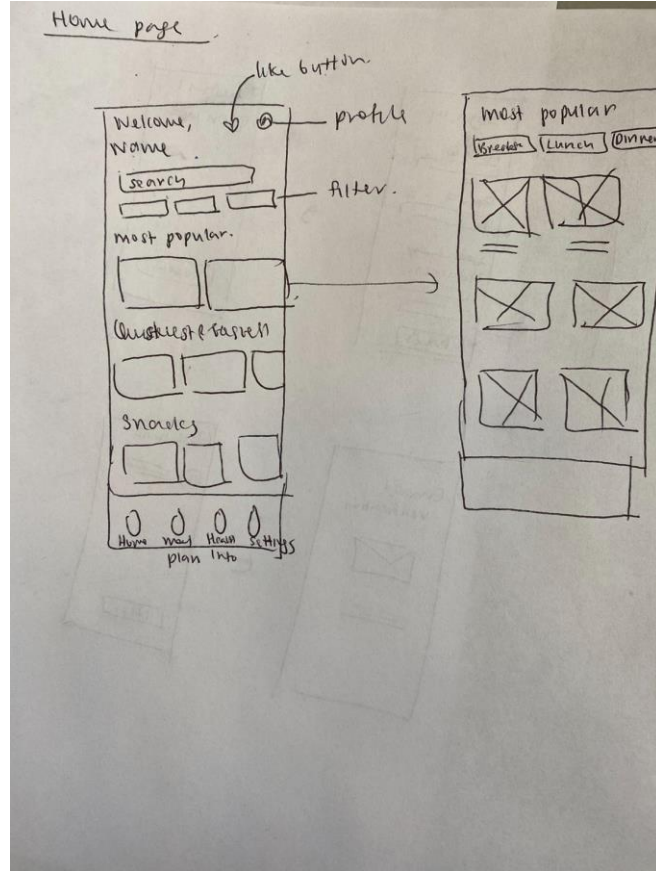 Home page
like button.
Welcome,
Name
profile
search
filter.
most popular.
Snacks
Home Meal Health Settings
plan Info
most popular
Lunch Dinner